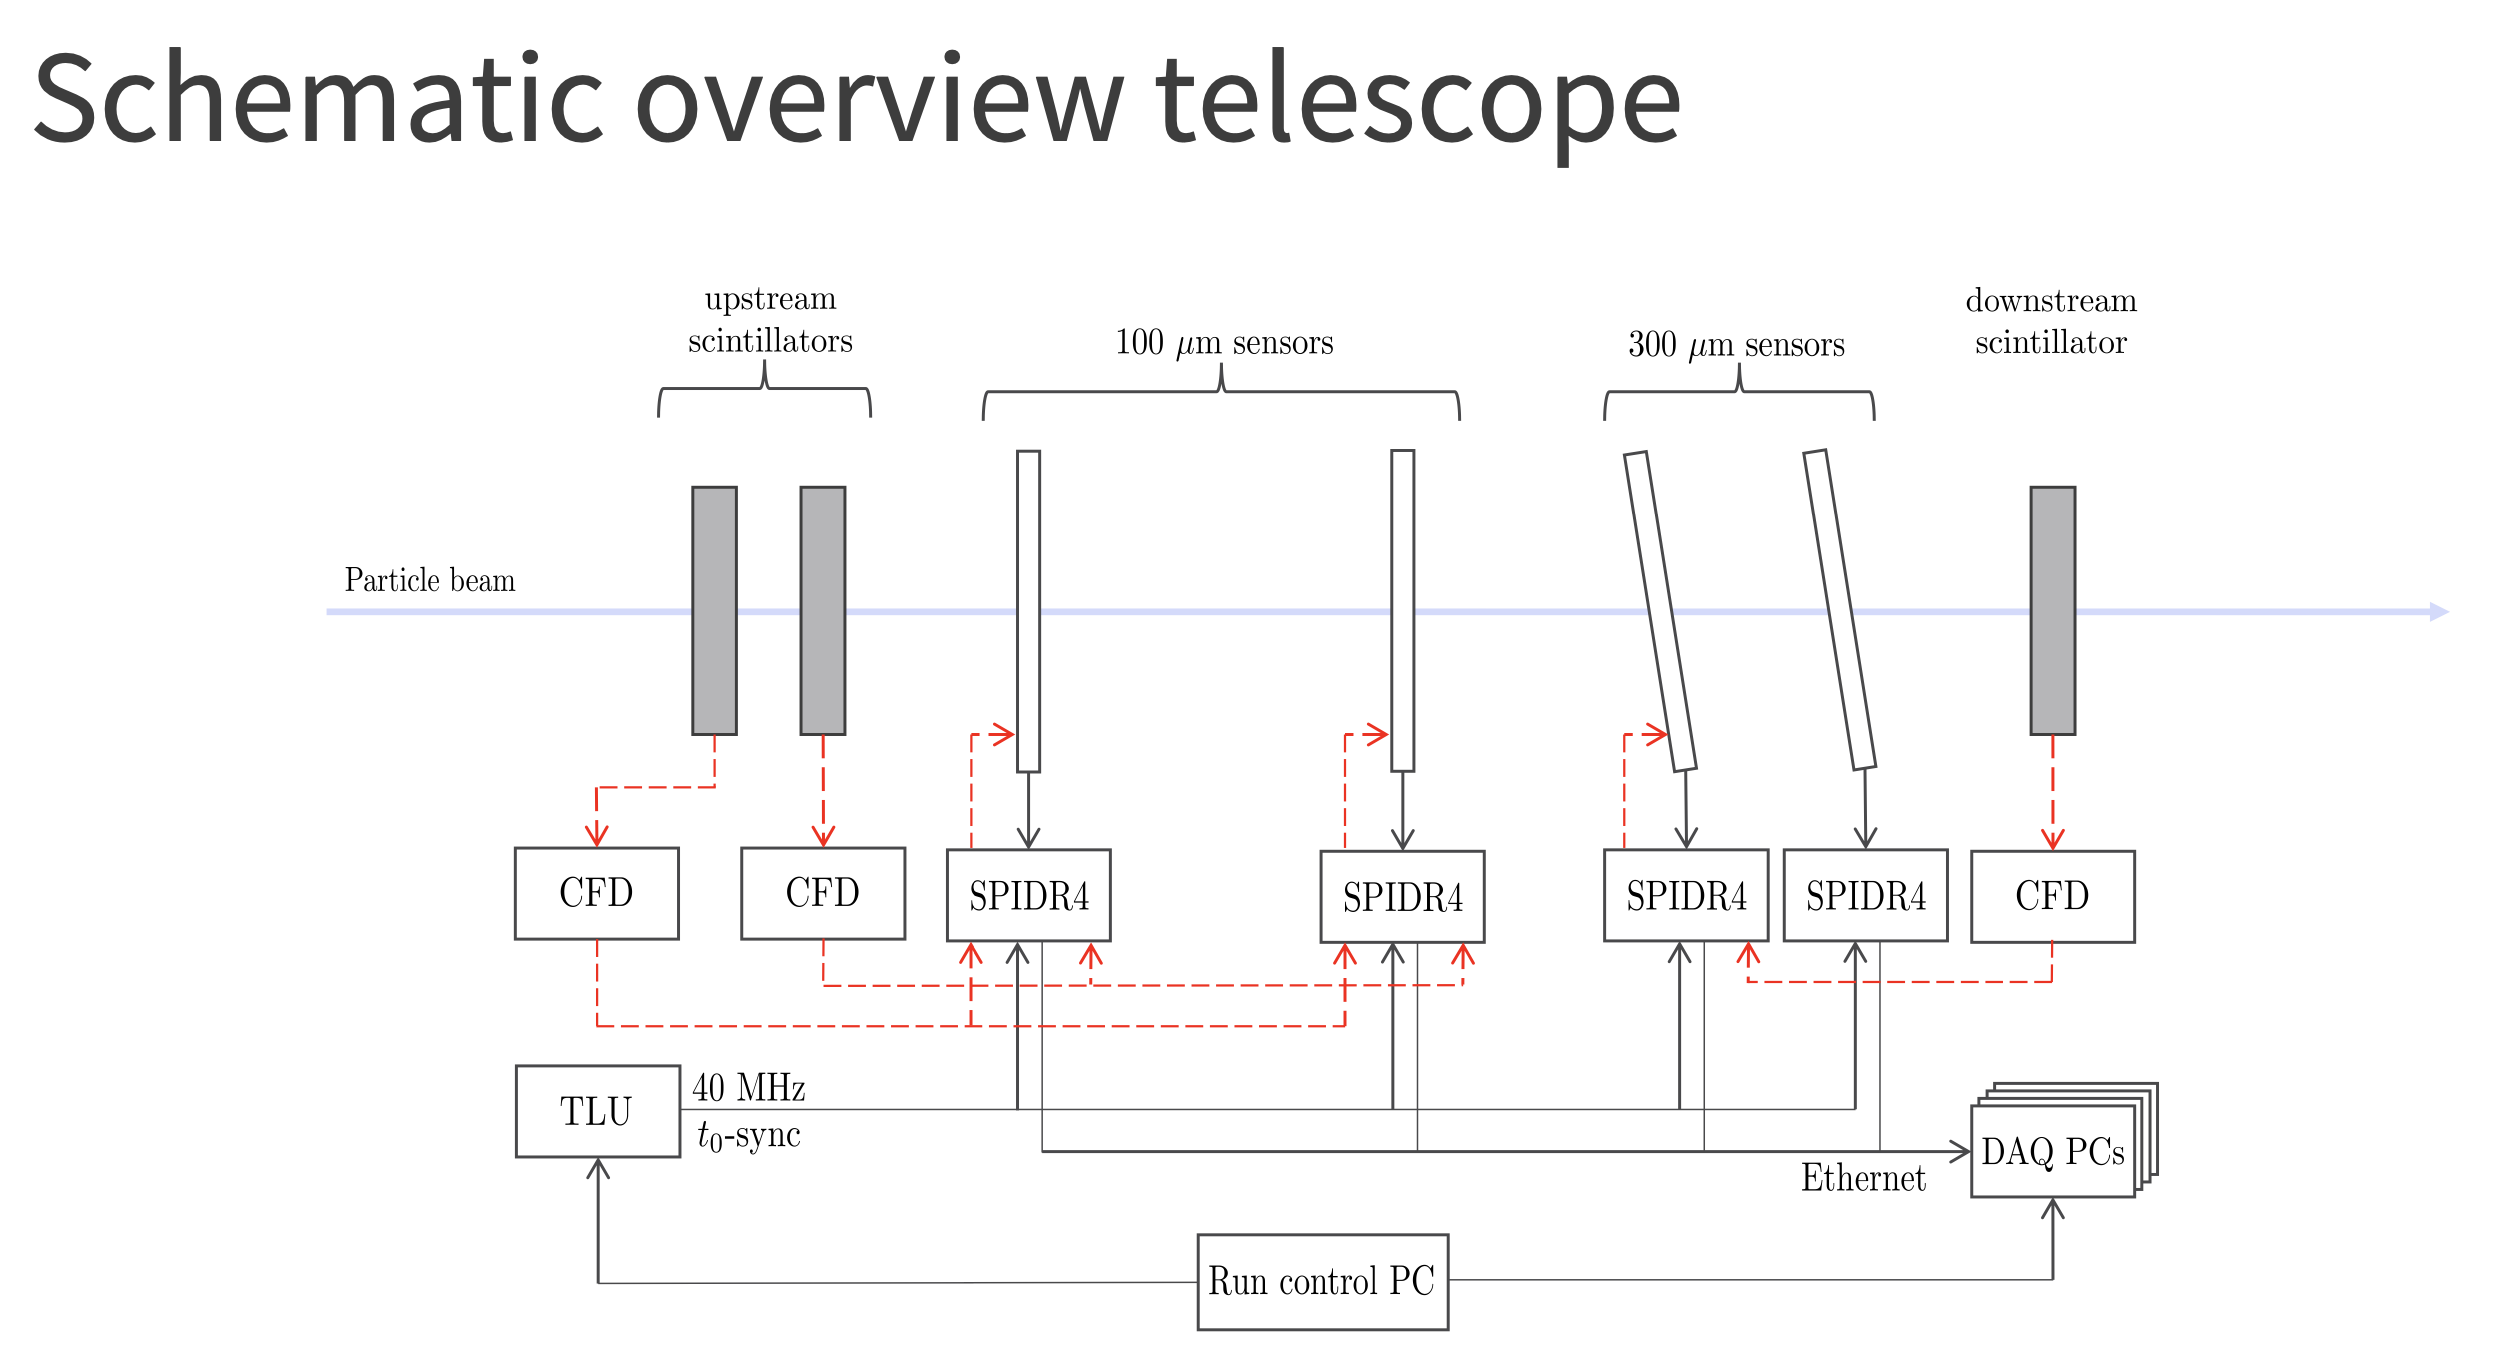 Schematic overview telescope
upstream
scintillators
100 μm sensors
300 μm sensors
downstream
scintillator
Particle beam
CFD
CFD
SPIDR4
SPIDR4
SPIDR4
SPIDR4
CFD
TLU
40 MHz
t₀-sync
DAQ PCs
Ethernet
Run control PC